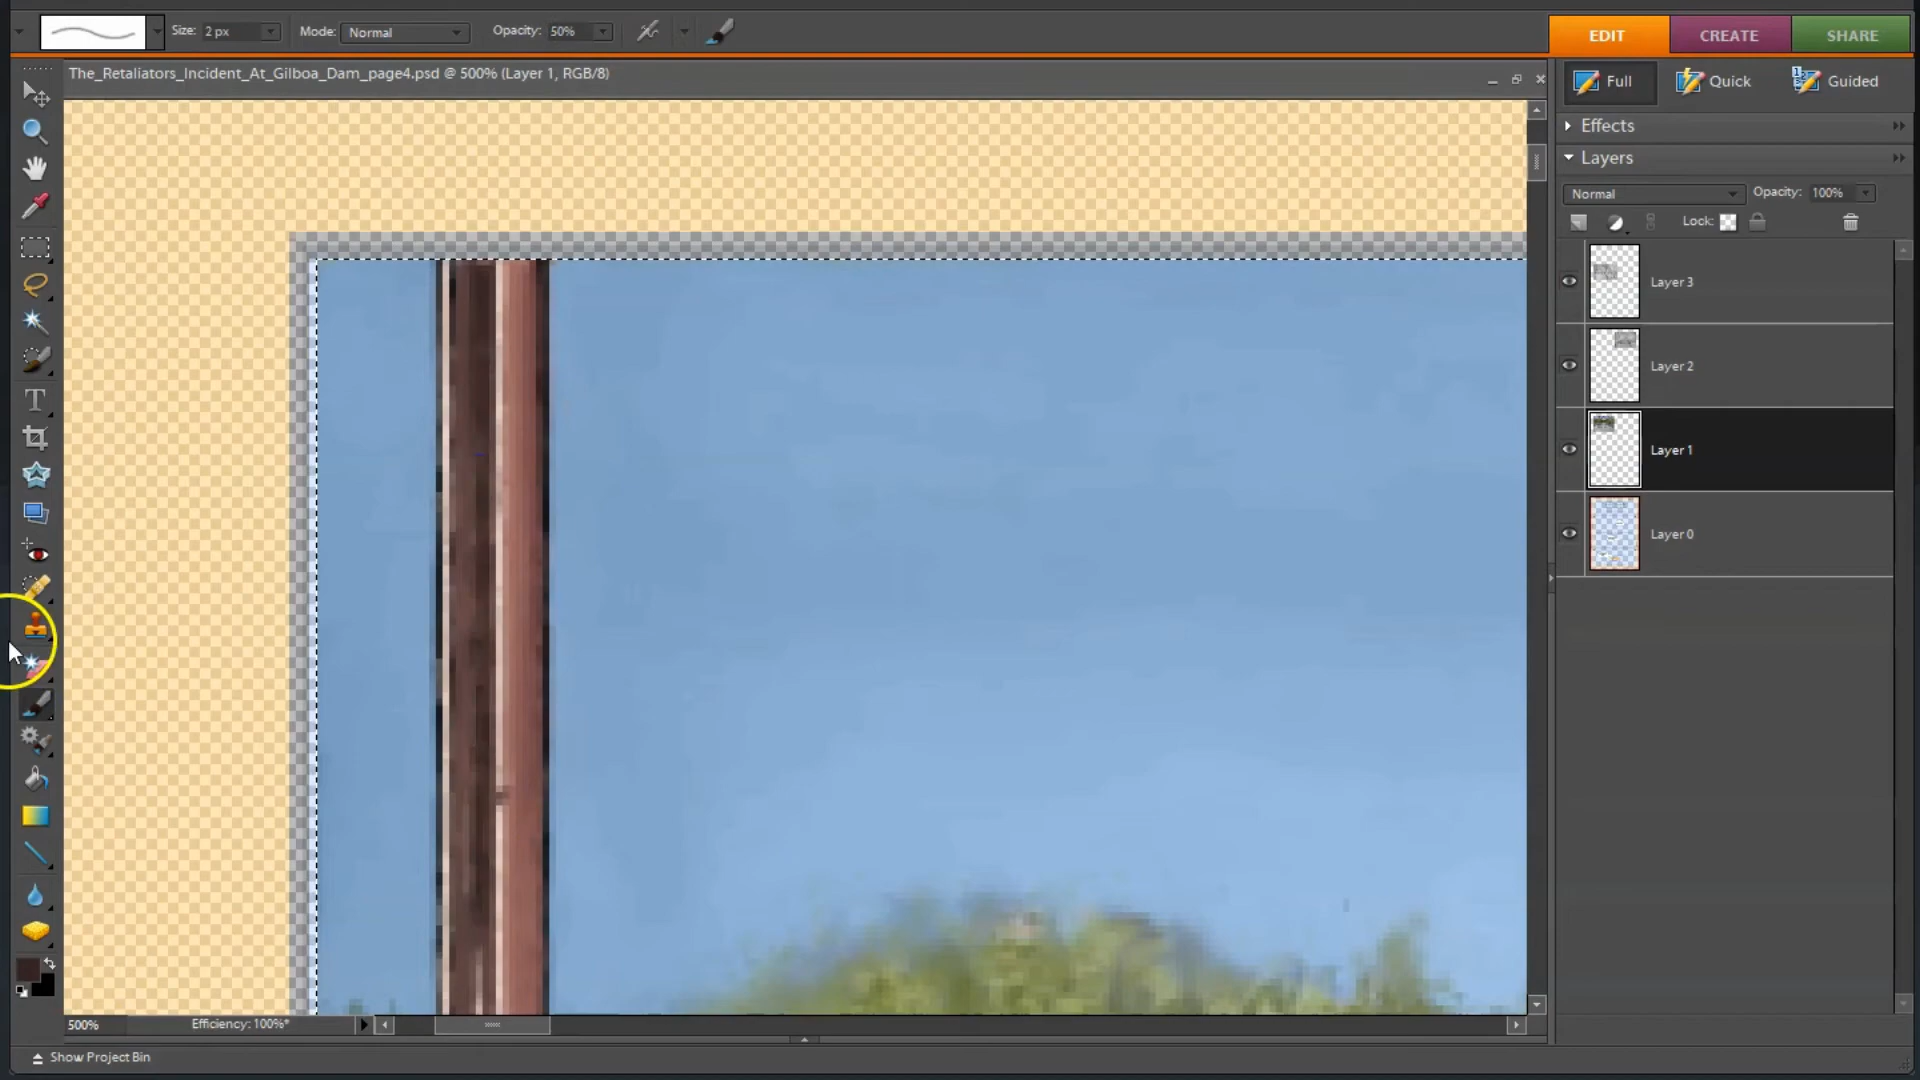 Size: 2 px
Mode: Normal
Opacity: 50%
EDIT
CREATE
SHARE
The_Retaliators_Incident_At_Gilboa_Dam_page4.psd @ 500% (Layer 1, RGB/8)
Full
Quick
Guided
Effects
Layers
Normal
Opacity: 100%
Lock:
Layer 3
Layer 2
Layer 1
Layer 0
T
500%
Efficiency: 100%*
Show Project Bin